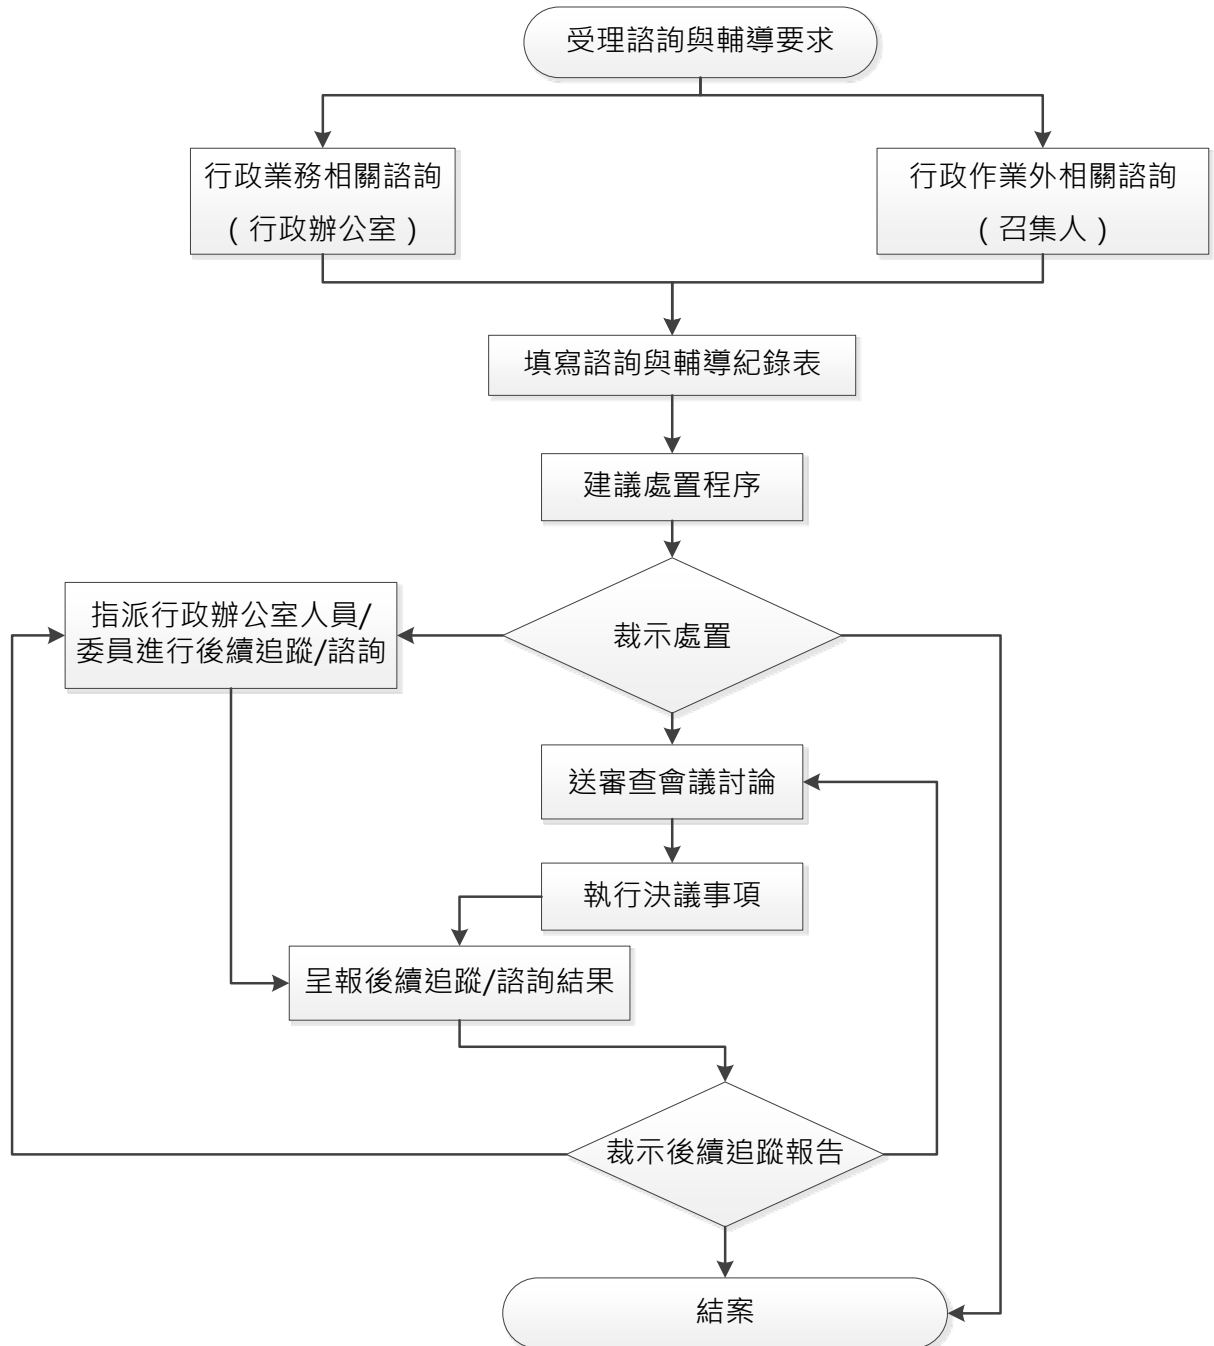 受理諮詢與輔導要求
行政業務相關諮詢
(行政辦公室)
行政作業外相關諮詢
(召集人)
填寫諮詢與輔導紀錄表
建議處置程序
裁示處置
指派行政辦公室人員/
委員進行後續追蹤/諮詢
送審查會議討論
執行決議事項
呈報後續追蹤/諮詢結果
裁示後續追蹤報告
結案